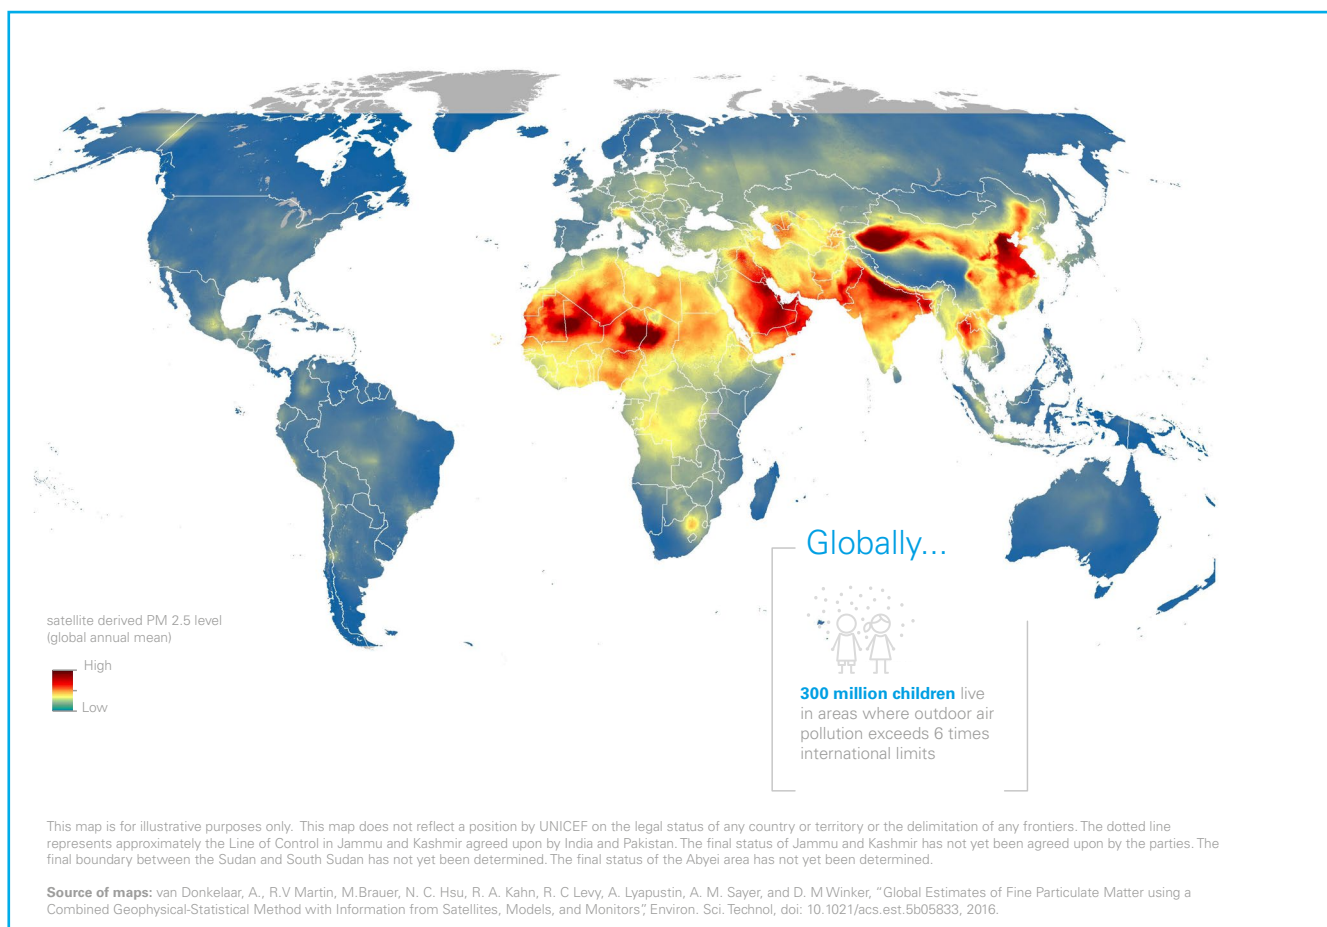 Globally...
satellite derived PM 2.5 level
(global annual mean)
High
Low
300 million children live
in areas where outdoor air
pollution exceeds 6 times
international limits
This map is for illustrative purposes only. This map does not reflect a position by UNICEF on the legal status of any country or territory or the delimitation of any frontiers. The dotted line
represents approximately the Line of Control in Jammu and Kashmir agreed upon by India and Pakistan. The final status of Jammu and Kashmir has not yet been agreed upon by the parties. The
final boundary between the Sudan and South Sudan has not yet been determined. The final status of the Abyei area has not yet been determined.
Source of maps: van Donkelaar, A., R.V Martin, M.Brauer, N. C. Hsu, R. A. Kahn, R. C Levy, A. Lyapustin, A. M. Sayer, and D. M Winker, “Global Estimates of Fine Particulate Matter using a
Combined Geophysical-Statistical Method with Information from Satellites, Models, and Monitors”, Environ. Sci. Technol, doi: 10.1021/acs.est.5b05833, 2016.